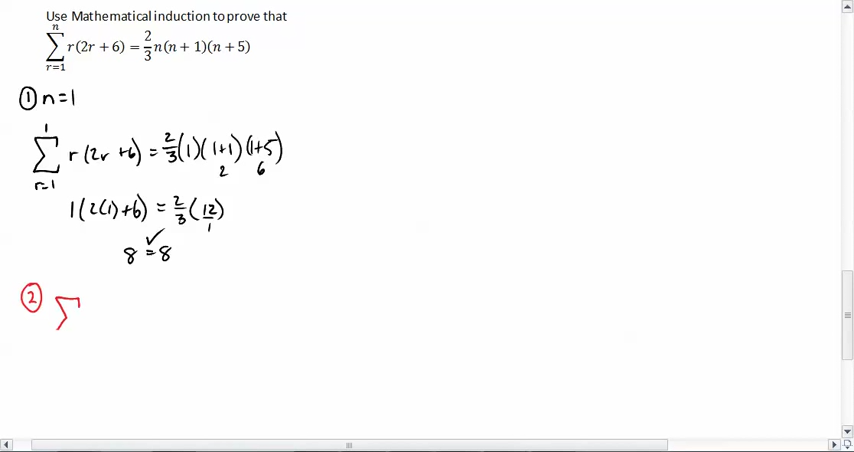 Use Mathematical induction to prove that
∑_{r=1}^{n} r(2r + 6) = 2/3 n(n + 1)(n + 5)
① n=1
∑_{r=1}^{1} r(2r+6) = 2/3 (1)(1+1)(1+5)
2 6
1(2(1)+6) = 2/3 (12/1)
8 = 8 ✓
② ∑